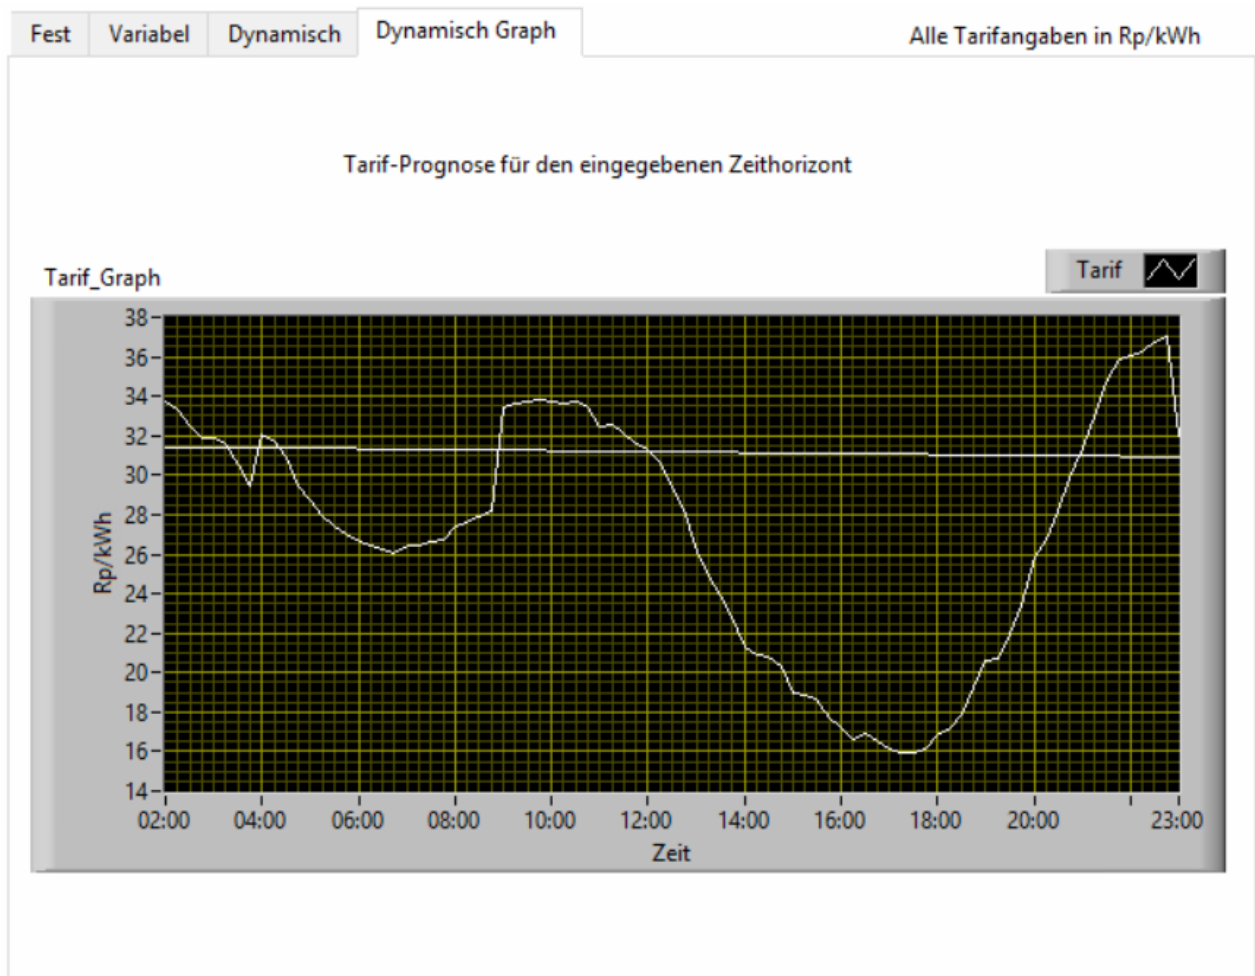 Fest Variabel Dynamisch Dynamisch Graph Alle Tarifangaben in Rp/kWh
Tarif-Prognose für den eingegebenen Zeithorizont
Tarif_Graph
Tarif
38
36
34
32
30
28
26
24
22
20
18
16
14
Rp/kWh
02:00 04:00 06:00 08:00 10:00 12:00 14:00 16:00 18:00 20:00 23:00
Zeit